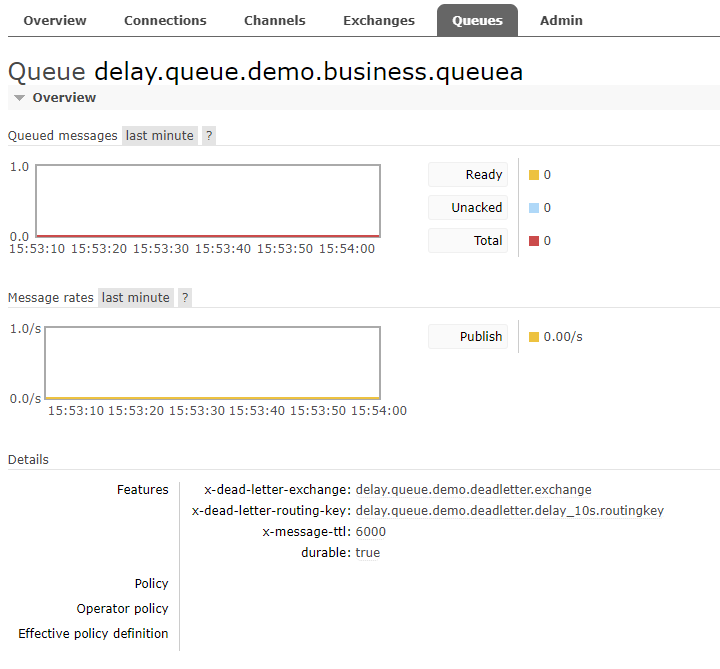 Overview Connections Channels Exchanges Queues Admin
Queue delay.queue.demo.business.queuea
Overview
Queued messages last minute ?
1.0
0.0
15:53:10 15:53:20 15:53:30 15:53:40 15:53:50 15:54:00
Ready 0
Unacked 0
Total 0
Message rates last minute ?
1.0/s
0.0/s
15:53:10 15:53:20 15:53:30 15:53:40 15:53:50 15:54:00
Publish 0.00/s
Details
Features x-dead-letter-exchange: delay.queue.demo.deadletter.exchange
x-dead-letter-routing-key: delay.queue.demo.deadletter.delay_10s.routingkey
x-message-ttl: 6000
durable: true
Policy
Operator policy
Effective policy definition